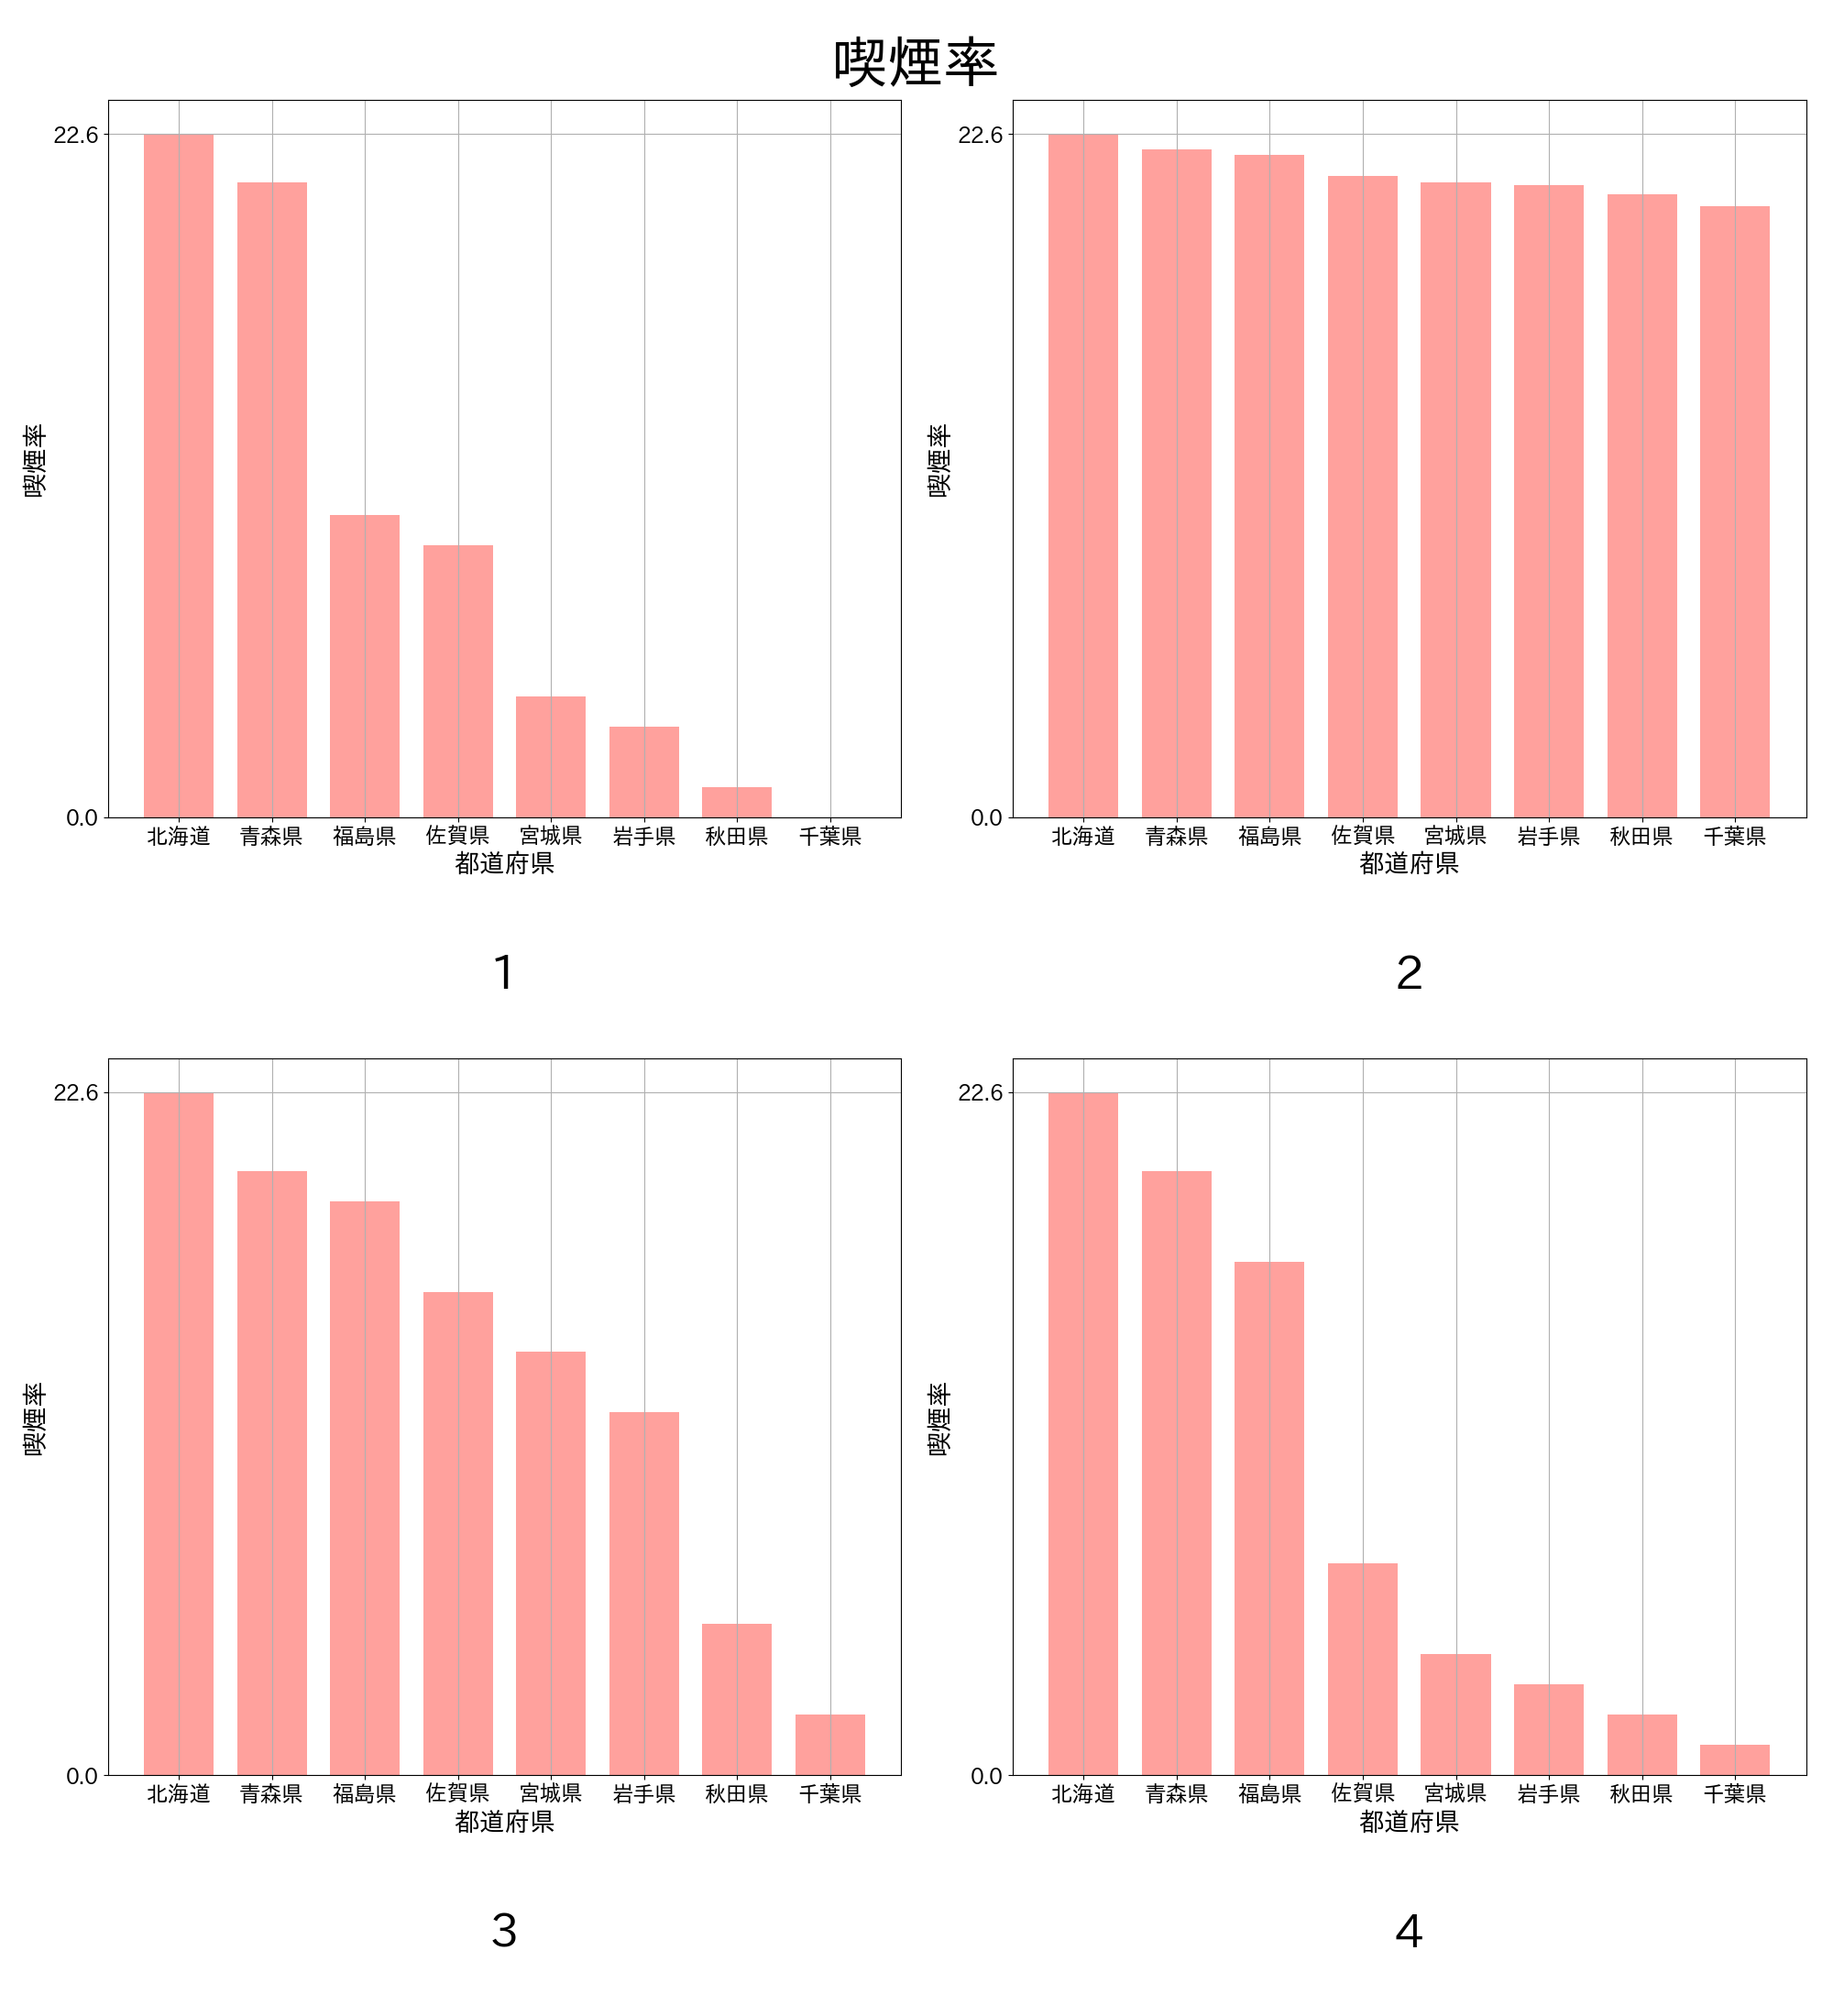 喫煙率
22.6
0.0
喫煙率
北海道 青森県 福島県 佐賀県 宮城県 岩手県 秋田県 千葉県
都道府県
1
22.6
0.0
喫煙率
北海道 青森県 福島県 佐賀県 宮城県 岩手県 秋田県 千葉県
都道府県
2
22.6
0.0
喫煙率
北海道 青森県 福島県 佐賀県 宮城県 岩手県 秋田県 千葉県
都道府県
3
22.6
0.0
喫煙率
北海道 青森県 福島県 佐賀県 宮城県 岩手県 秋田県 千葉県
都道府県
4